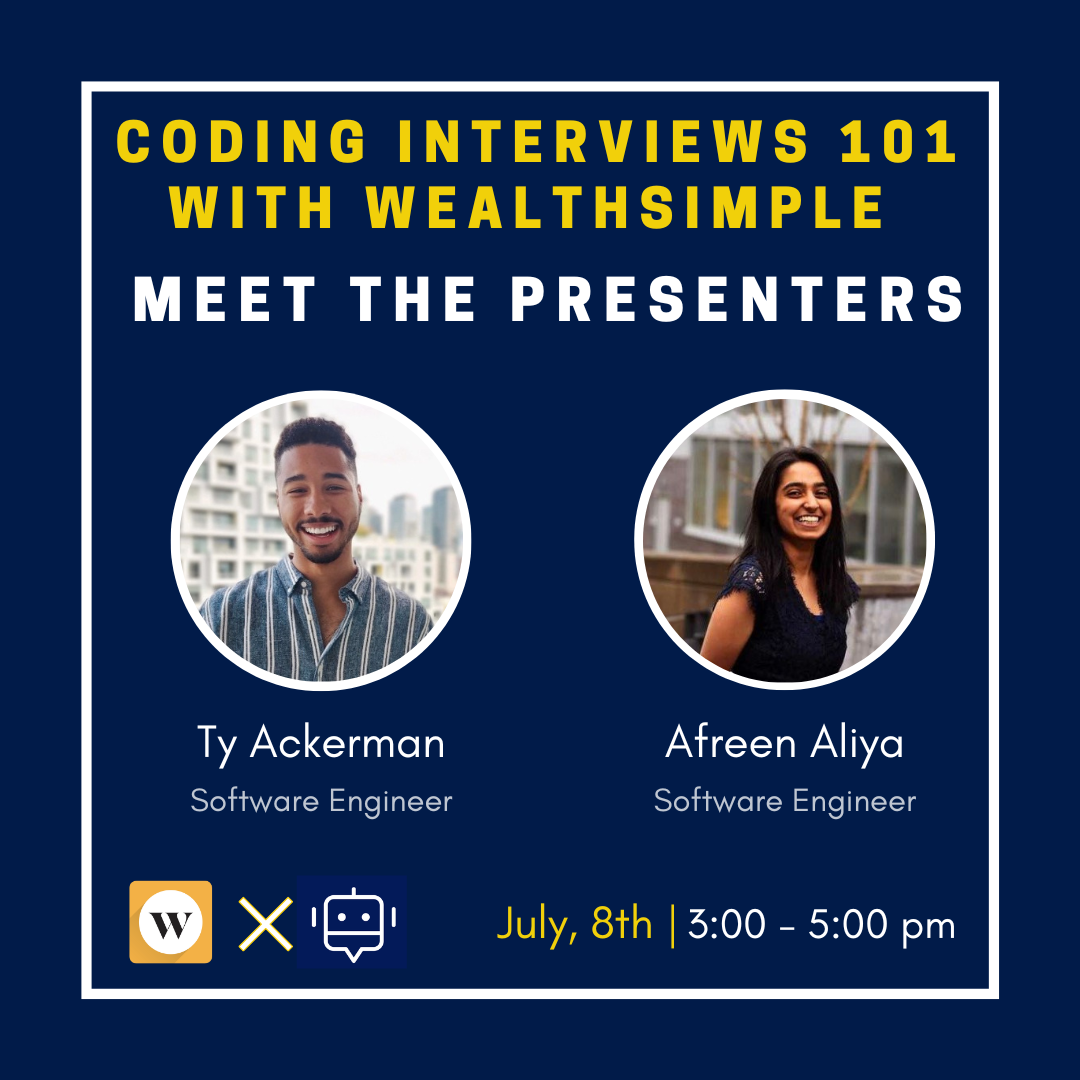 CODING INTERVIEWS 101
WITH WEALTHSIMPLE
MEET THE PRESENTERS
Ty Ackerman
Afreen Aliya
Software Engineer
Software Engineer
W
July, 8th | 3:00 - 5:00 pm